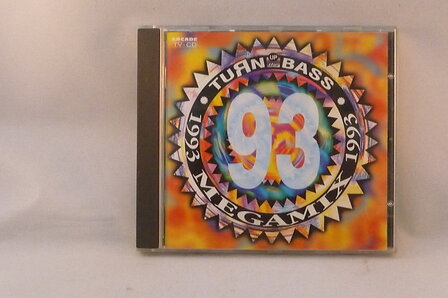 ARCADE
TV-CD
TURN UP THE BASS
1993
93
1993
MEGAMIX